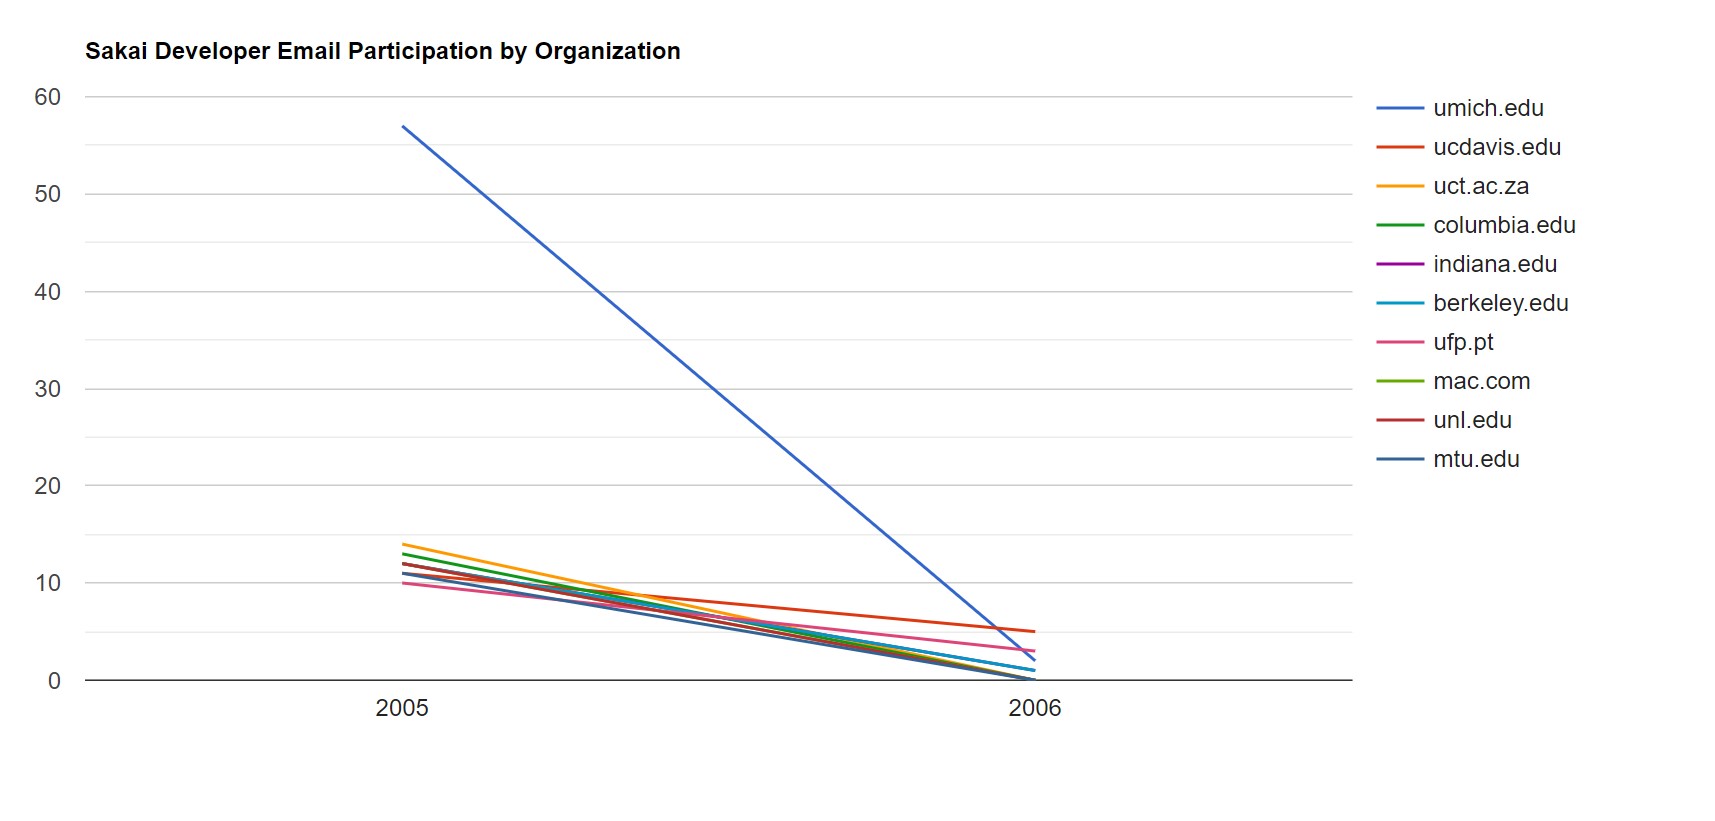 Sakai Developer Email Participation by Organization
60
50
40
30
20
10
0
2005 2006
umich.edu
ucdavis.edu
uct.ac.za
columbia.edu
indiana.edu
berkeley.edu
ufp.pt
mac.com
unl.edu
mtu.edu